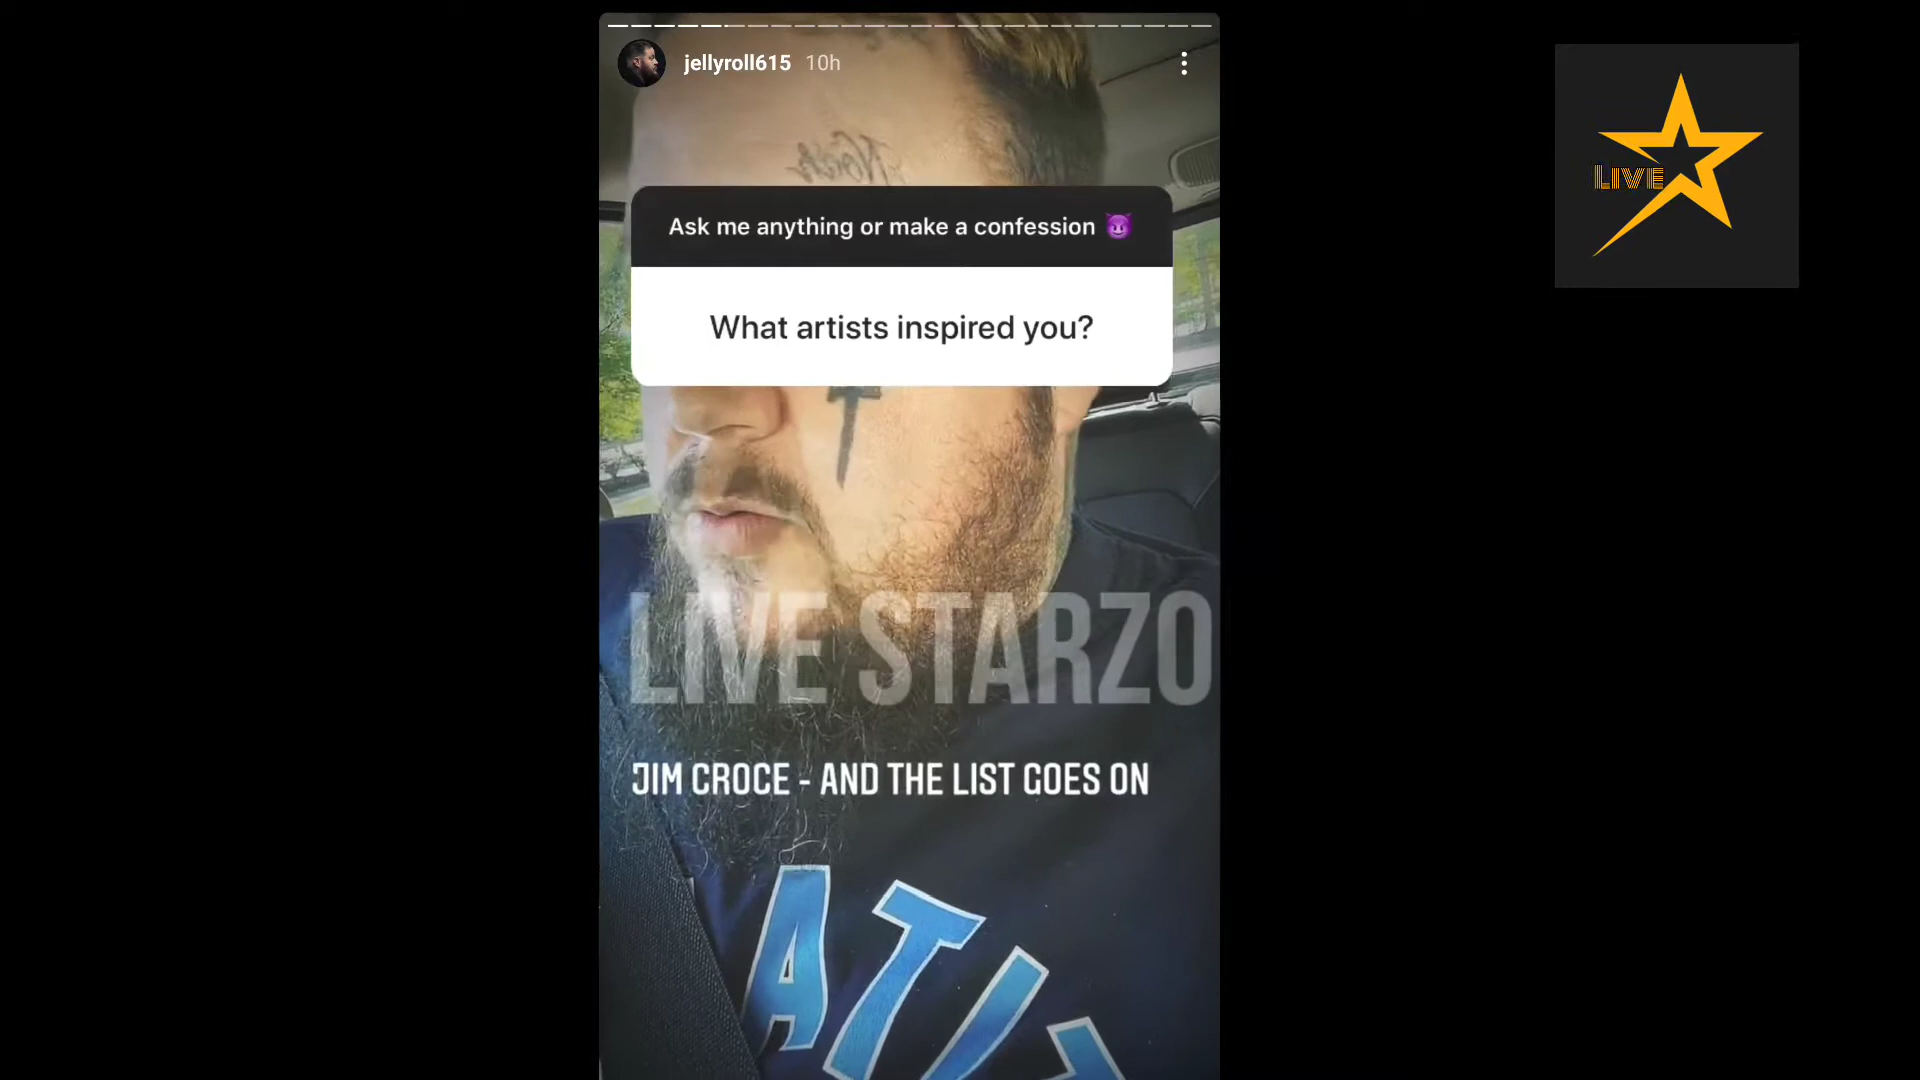 jellyroll615 10h
Noah
Ask me anything or make a confession 😈
What artists inspired you?
LIVE
LIVE STARZO
JIM CROCE - AND THE LIST GOES ON